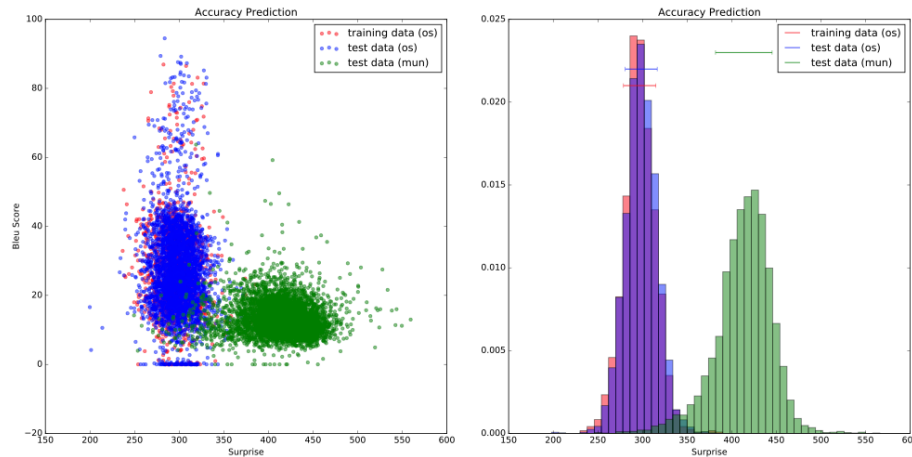 Accuracy Prediction
training data (os)
test data (os)
test data (mun)
100
80
60
40
20
0
−20
Bleu Score
150 200 250 300 350 400 450 500 550 600
Surprise
Accuracy Prediction
training data (os)
test data (os)
test data (mun)
0.025
0.020
0.015
0.010
0.005
0.000
150 200 250 300 350 400 450 500 550 600
Surprise